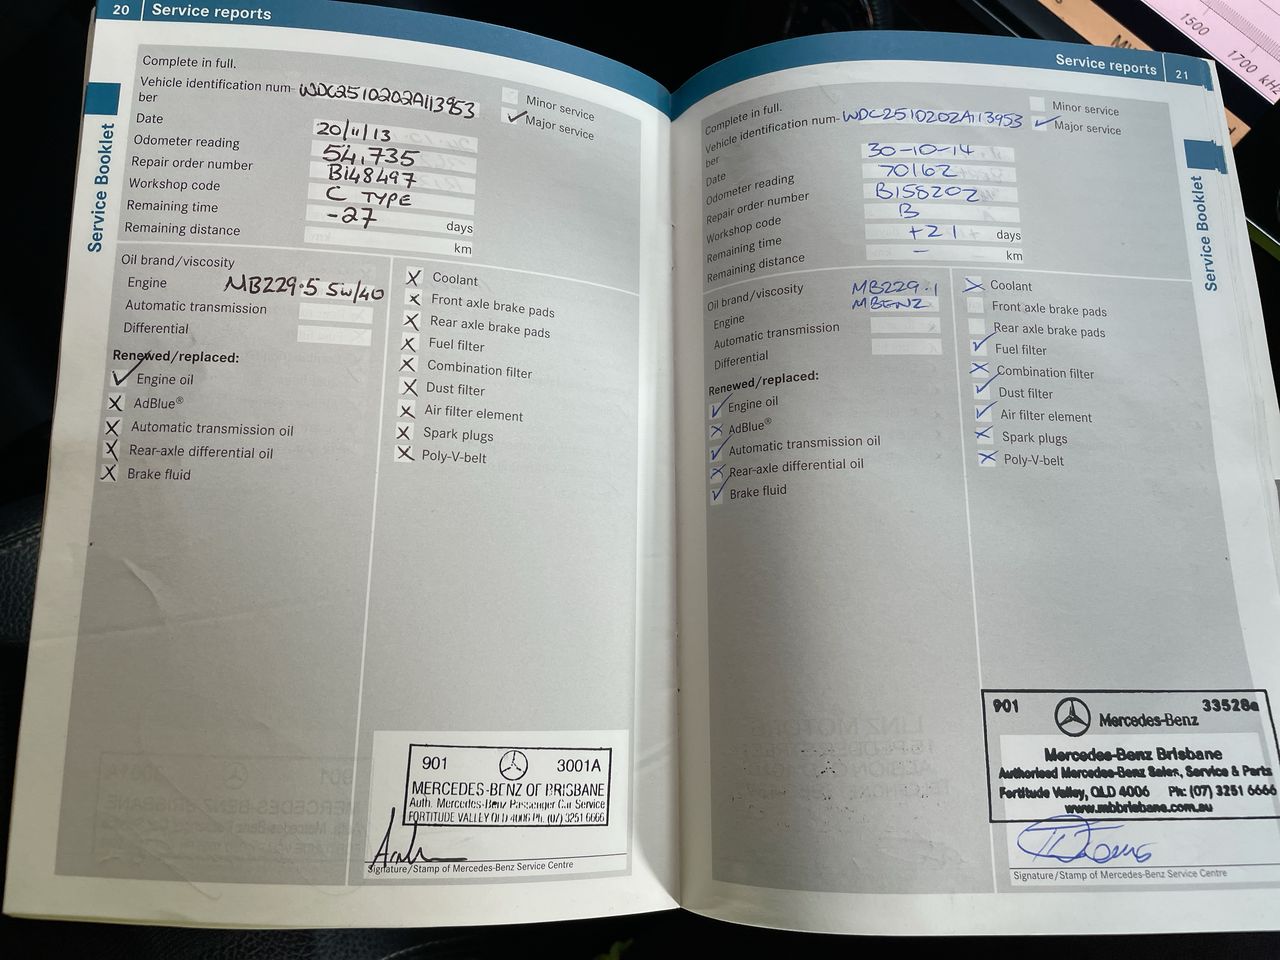 20 Service reports
Service Booklet
Complete in full.
Vehicle identification num- WDC2510202A113953
ber
Minor service
✓ Major service
Date 20/11/13
Odometer reading 54,735
Repair order number B148497
Workshop code C TYPE
Remaining time -27 days
Remaining distance km
Oil brand/viscosity
Engine MB229.5 5W/40
Automatic transmission
Differential
Renewed/replaced:
✓ Engine oil
X AdBlue®
X Automatic transmission oil
X Rear-axle differential oil
X Brake fluid
X Coolant
X Front axle brake pads
X Rear axle brake pads
X Fuel filter
X Combination filter
X Dust filter
X Air filter element
X Spark plugs
X Poly-V-belt
901 3001A
MERCEDES-BENZ OF BRISBANE
Auth. Mercedes-Benz Passenger Car Service
FORTITUDE VALLEY QLD 4006 Ph. (07) 3251 6666
Signature/Stamp of Mercedes-Benz Service Centre
Service reports 21
Service Booklet
Complete in full.
Vehicle identification num- WDC2510202A113953
ber
Minor service
✓ Major service
Date 30-10-14
Odometer reading 70162
Repair order number B158202
Workshop code B
Remaining time +21 days
Remaining distance - km
Oil brand/viscosity MB229.1
Engine MBENZ
Automatic transmission
Differential
Renewed/replaced:
✓ Engine oil
X AdBlue®
✓ Automatic transmission oil
X Rear-axle differential oil
✓ Brake fluid
X Coolant
Front axle brake pads
Rear axle brake pads
✓ Fuel filter
X Combination filter
✓ Dust filter
✓ Air filter element
X Spark plugs
X Poly-V-belt
901 33528a
Mercedes-Benz
Mercedes-Benz Brisbane
Authorised Mercedes-Benz Sales, Service & Parts
Fortitude Valley, QLD 4006 Ph: (07) 3251 6666
www.mbbrisbane.com.au
Signature/Stamp of Mercedes-Benz Service Centre
1500
1700 kHz